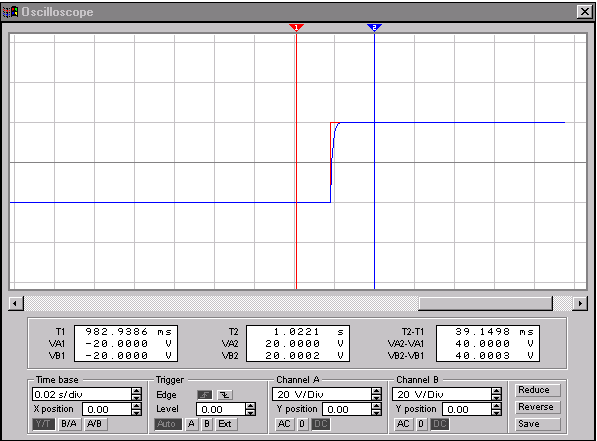 Oscilloscope
1 2
T1 982.9386 ms T2 1.0221 s T2-T1 39.1498 ms
VA1 -20.0000 V VA2 20.0000 V VA2-VA1 40.0000 V
VB1 -20.0000 V VB2 20.0002 V VB2-VB1 40.0003 V
Time base Trigger Channel A Channel B
0.02 s/div Edge 20 V/Div 20 V/Div Reduce
X position 0.00 Level 0.00 Y position 0.00 Y position 0.00 Reverse
Y/T B/A A/B Auto A B Ext AC 0 DC AC 0 DC Save